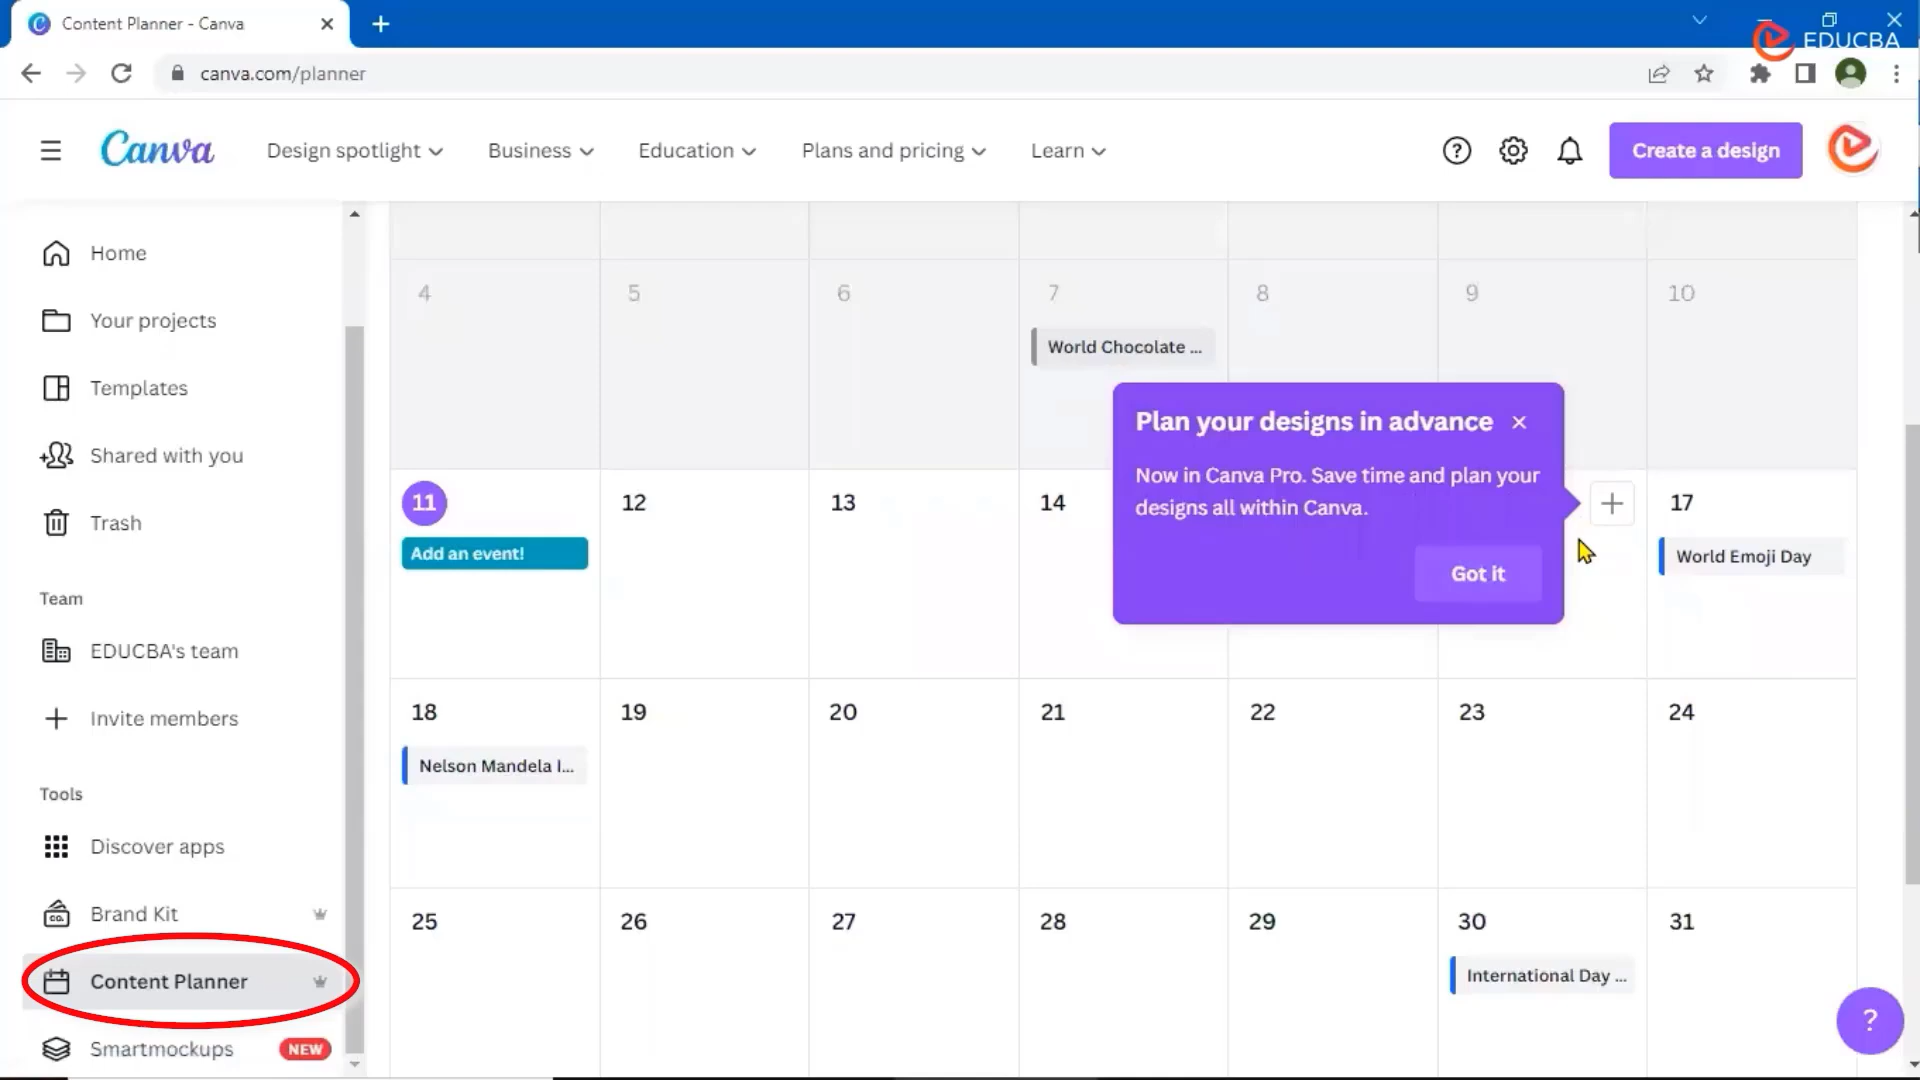 Content Planner - Canva
EDUCBA
canva.com/planner
Canva
Design spotlight
Business
Education
Plans and pricing
Learn
Create a design
Home
Your projects
Templates
Shared with you
Trash
Team
EDUCBA's team
Invite members
Tools
Discover apps
Brand Kit
Content Planner
Smartmockups
NEW
4 5 6 7 8 9 10
World Chocolate ...
Plan your designs in advance
Now in Canva Pro. Save time and plan your
designs all within Canva.
Got it
11 12 13 14 17
Add an event!
World Emoji Day
18 19 20 21 22 23 24
Nelson Mandela I...
25 26 27 28 29 30 31
International Day ...
?